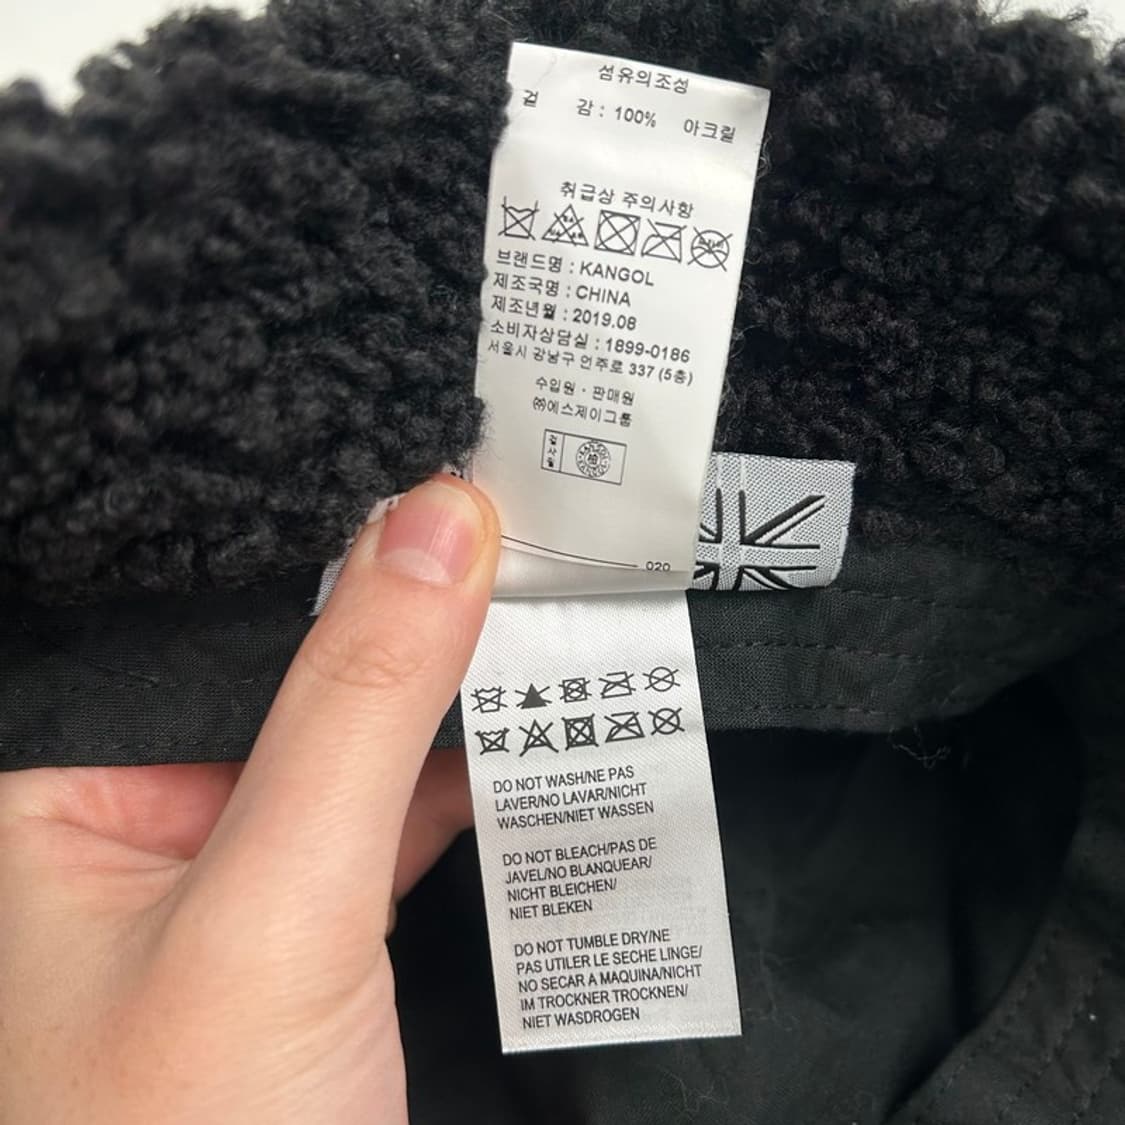 섬유의조성
겉 감 : 100% 아크릴
취급상 주의사항
브랜드명 : KANGOL
제조국명 : CHINA
제조년월 : 2019.08
소비자상담실 : 1899-0186
서울시 강남구 언주로 337 (5층)
수입원 · 판매원
㈜에스제이그룹
020
DO NOT WASH/NE PAS
LAVER/NO LAVAR/NICHT
WASCHEN/NIET WASSEN
DO NOT BLEACH/PAS DE
JAVEL/NO BLANQUEAR/
NICHT BLEICHEN/
NIET BLEKEN
DO NOT TUMBLE DRY/NE
PAS UTILER LE SECHE LINGE/
NO SECAR A MAQUINA/NICHT
IM TROCKNER TROCKNEN/
NIET WASDROGEN